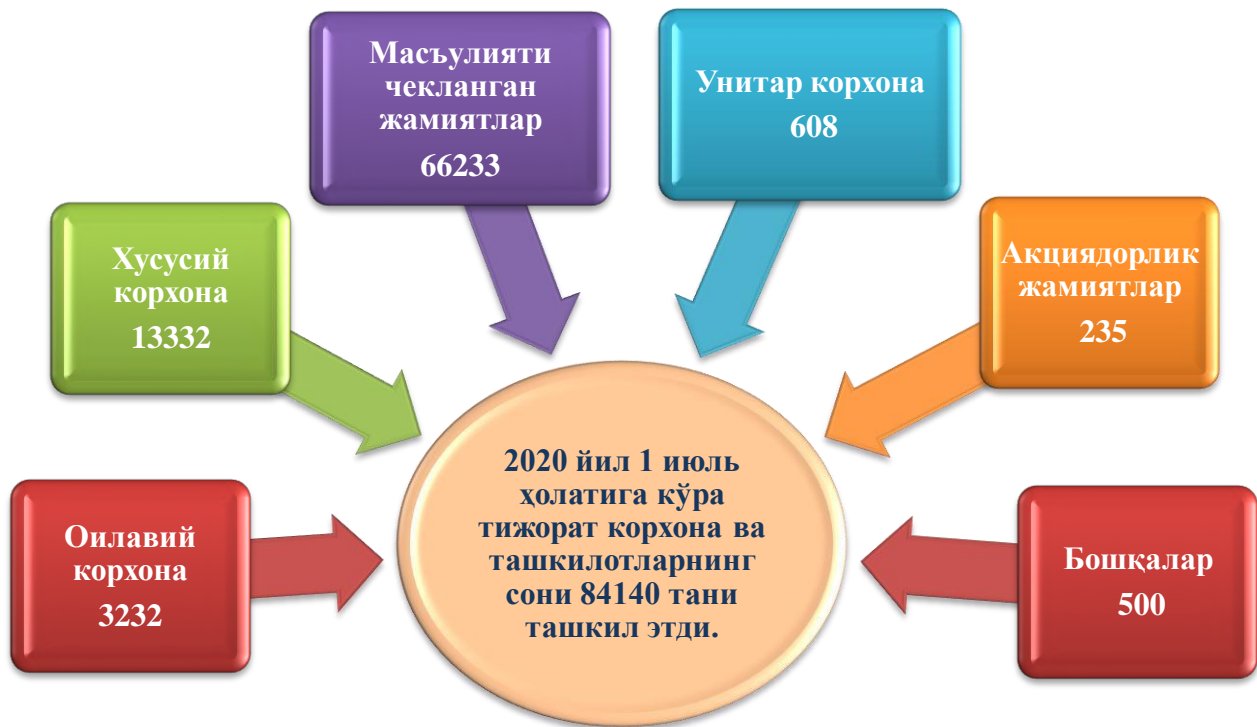 Масъулияти
чекланган
жамиятлар
66233
Унитар корхона
608
Хусусий
корхона
13332
Акциядорлик
жамиятлар
235
Оилавий
корхона
3232
2020 йил 1 июль
ҳолатига кўра
тижорат корхона ва
ташкилотларнинг
сони 84140 тани
ташкил этди.
Бошқалар
500